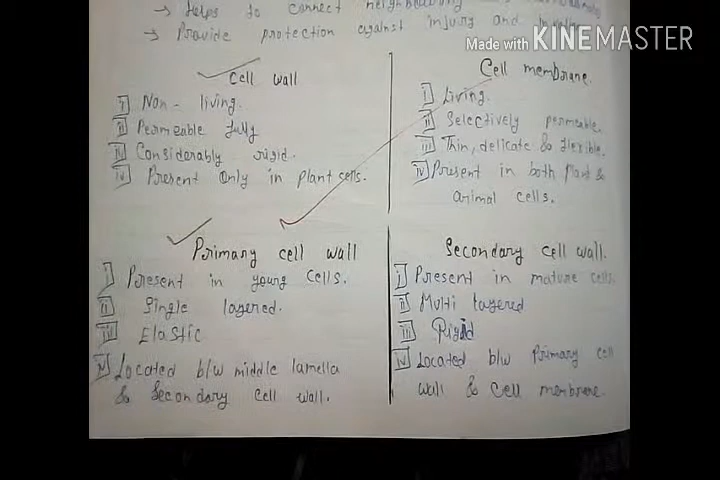 → Helps to connect neighbouring
→ Provide protection against injury and
Made with KINEMASTER
Cell wall
i] Non - living.
ii] Permeable fully
iv] Considerably rigid.
iv] Present Only in plant cells.
Cell membrane.
i] Living.
ii] Selectively permeable.
iii] Thin, delicate & flexible.
iv] Present in both Plant &
animal cells.
Primary cell wall
i] Present in young cells.
ii] Single layered.
iii] Elastic
iv] Located b/w middle lamella
& Secondary cell wall.
Secondary cell wall.
i] Present in mature cells.
ii] Multi layered
iii] Rigid
iv] Located b/w Primary cell
wall & cell membrane.